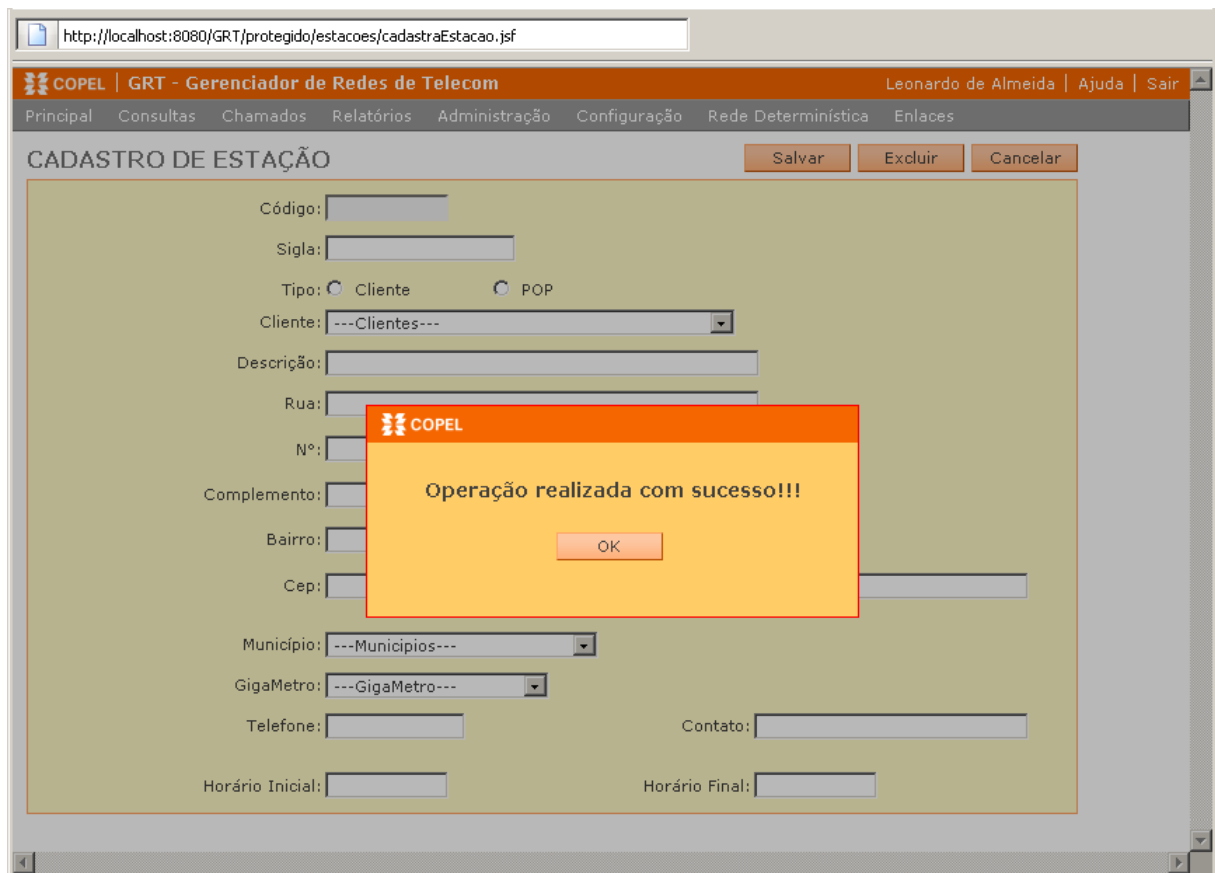 http://localhost:8080/GRT/protegido/estacoes/cadastraEstacao.jsf
COPEL | GRT - Gerenciador de Redes de Telecom Leonardo de Almeida | Ajuda | Sair
Principal Consultas Chamados Relatórios Administração Configuração Rede Determinística Enlaces
CADASTRO DE ESTAÇÃO Salvar Excluir Cancelar
Código:
Sigla:
Tipo: Cliente POP
Cliente: ---Clientes---
Descrição:
Rua:
COPEL
Nº:
Operação realizada com sucesso!!!
Complemento:
Bairro:
OK
Cep:
Município: ---Municipios---
GigaMetro: ---GigaMetro---
Telefone: Contato:
Horário Inicial: Horário Final: